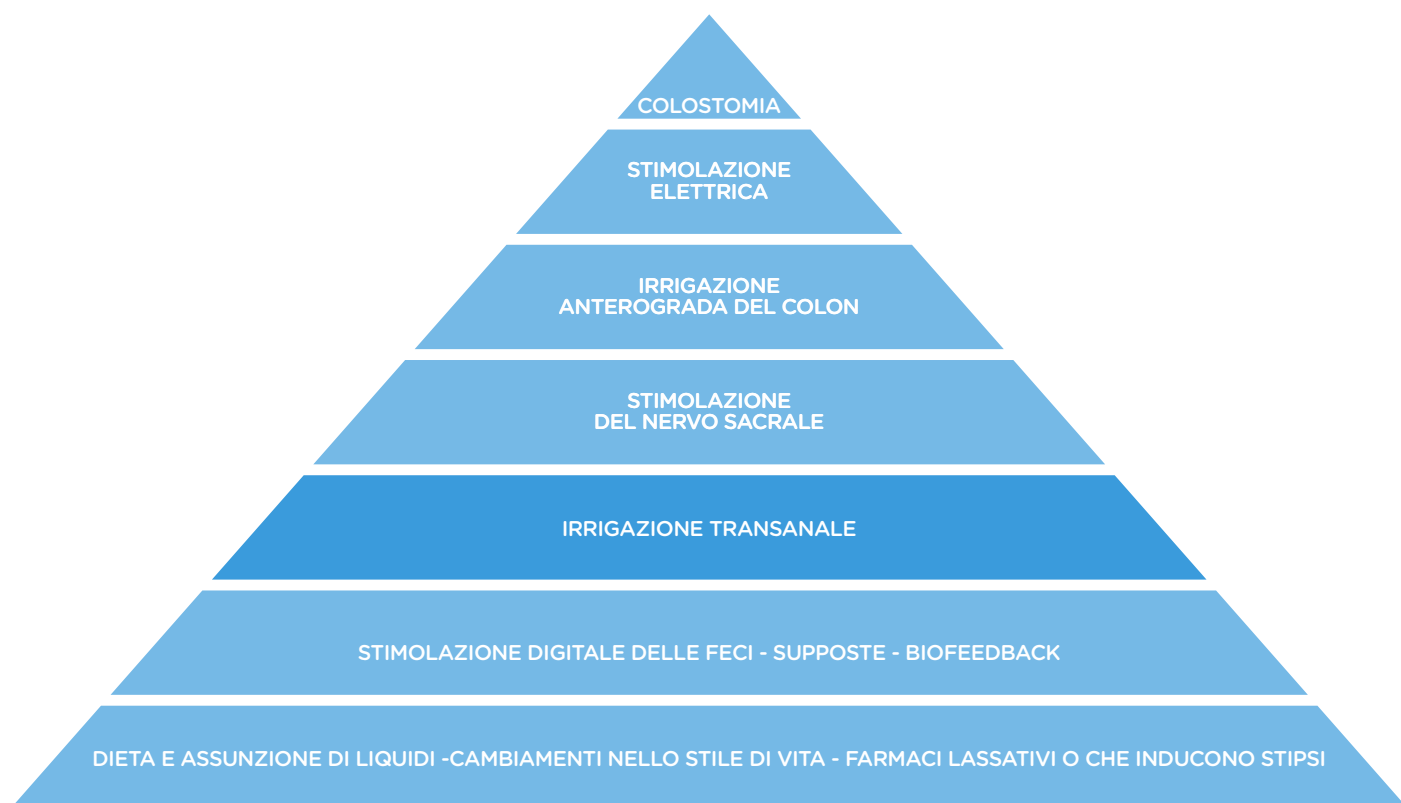 COLOSTOMIA
STIMOLAZIONE
ELETTRICA
IRRIGAZIONE
ANTEROGRADA DEL COLON
STIMOLAZIONE
DEL NERVO SACRALE
IRRIGAZIONE TRANSANALE
STIMOLAZIONE DIGITALE DELLE FECI - SUPPOSTE - BIOFEEDBACK
DIETA E ASSUNZIONE DI LIQUIDI -CAMBIAMENTI NELLO STILE DI VITA - FARMACI LASSATIVI O CHE INDUCONO STIPSI